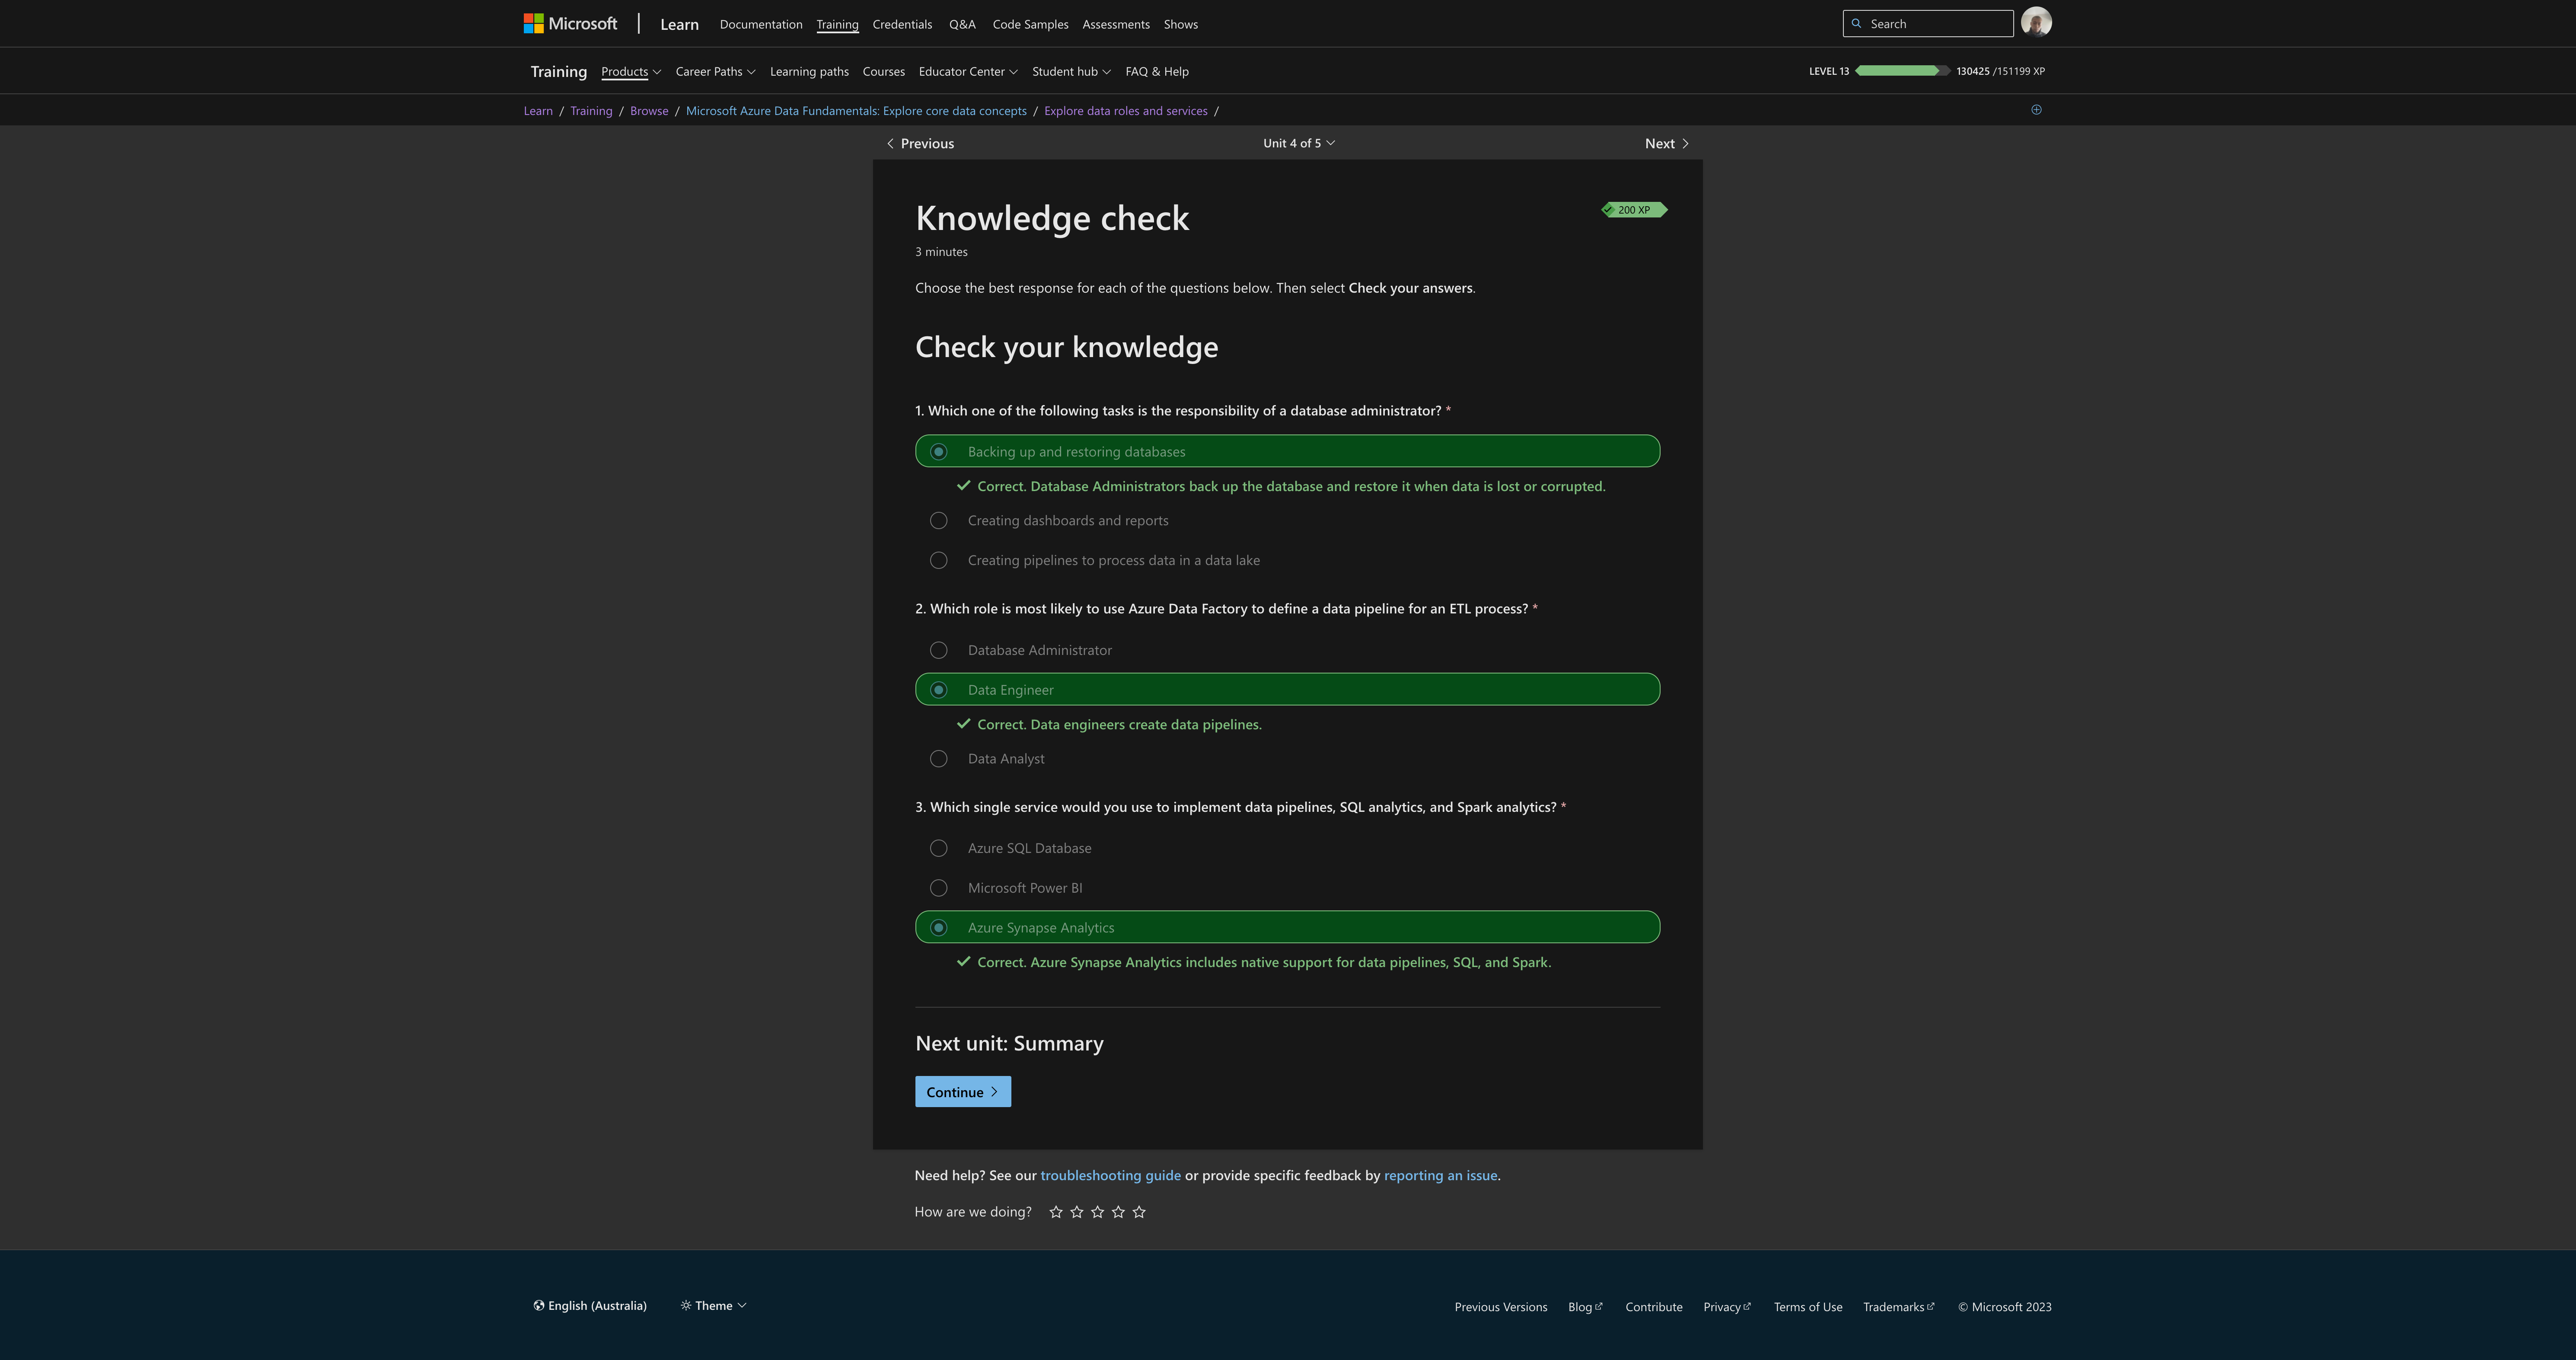 Microsoft Learn Documentation Training Credentials Q&A Code Samples Assessments Shows Search
Training Products Career Paths Learning paths Courses Educator Center Student hub FAQ & Help LEVEL 13 130425 /151199 XP
Learn / Training / Browse / Microsoft Azure Data Fundamentals: Explore core data concepts / Explore data roles and services /
Previous Unit 4 of 5 Next
Knowledge check
200 XP
3 minutes
Choose the best response for each of the questions below. Then select Check your answers.
Check your knowledge
1. Which one of the following tasks is the responsibility of a database administrator? *
Backing up and restoring databases
Correct. Database Administrators back up the database and restore it when data is lost or corrupted.
Creating dashboards and reports
Creating pipelines to process data in a data lake
2. Which role is most likely to use Azure Data Factory to define a data pipeline for an ETL process? *
Database Administrator
Data Engineer
Correct. Data engineers create data pipelines.
Data Analyst
3. Which single service would you use to implement data pipelines, SQL analytics, and Spark analytics? *
Azure SQL Database
Microsoft Power BI
Azure Synapse Analytics
Correct. Azure Synapse Analytics includes native support for data pipelines, SQL, and Spark.
Next unit: Summary
Continue
Need help? See our troubleshooting guide or provide specific feedback by reporting an issue.
How are we doing?
English (Australia) Theme Previous Versions Blog Contribute Privacy Terms of Use Trademarks © Microsoft 2023